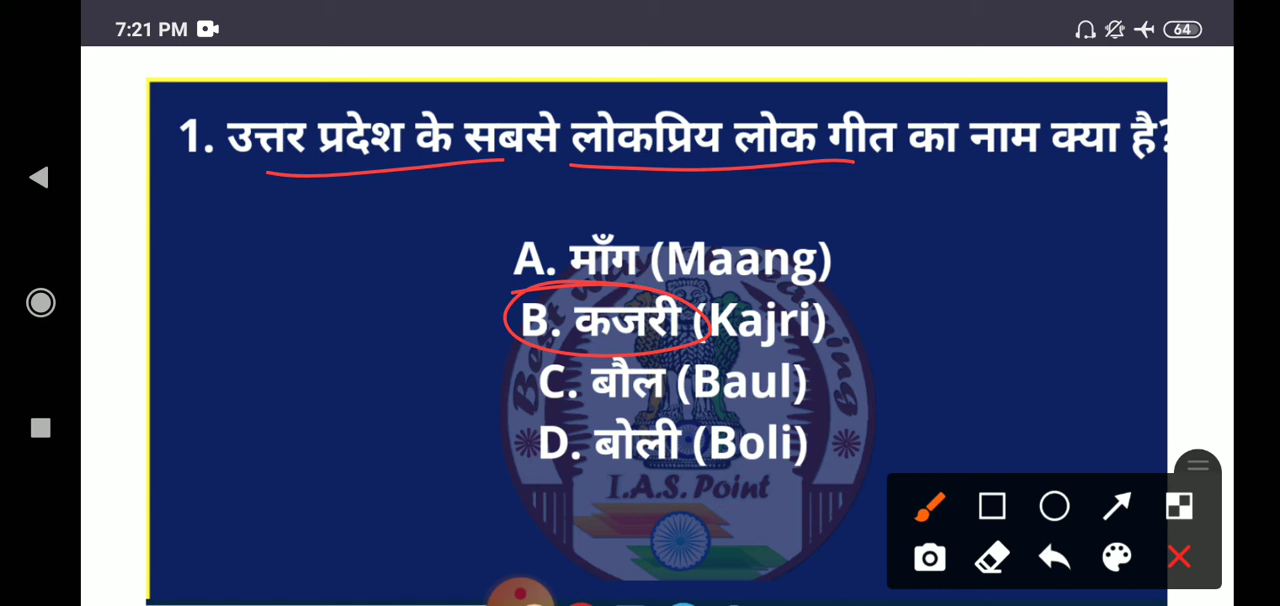 7:21 PM
64
1. उत्तर प्रदेश के सबसे लोकप्रिय लोक गीत का नाम क्या है?
A. माँग (Maang)
B. कजरी (Kajri)
C. बौल (Baul)
D. बोली (Boli)
I.A.S. Point